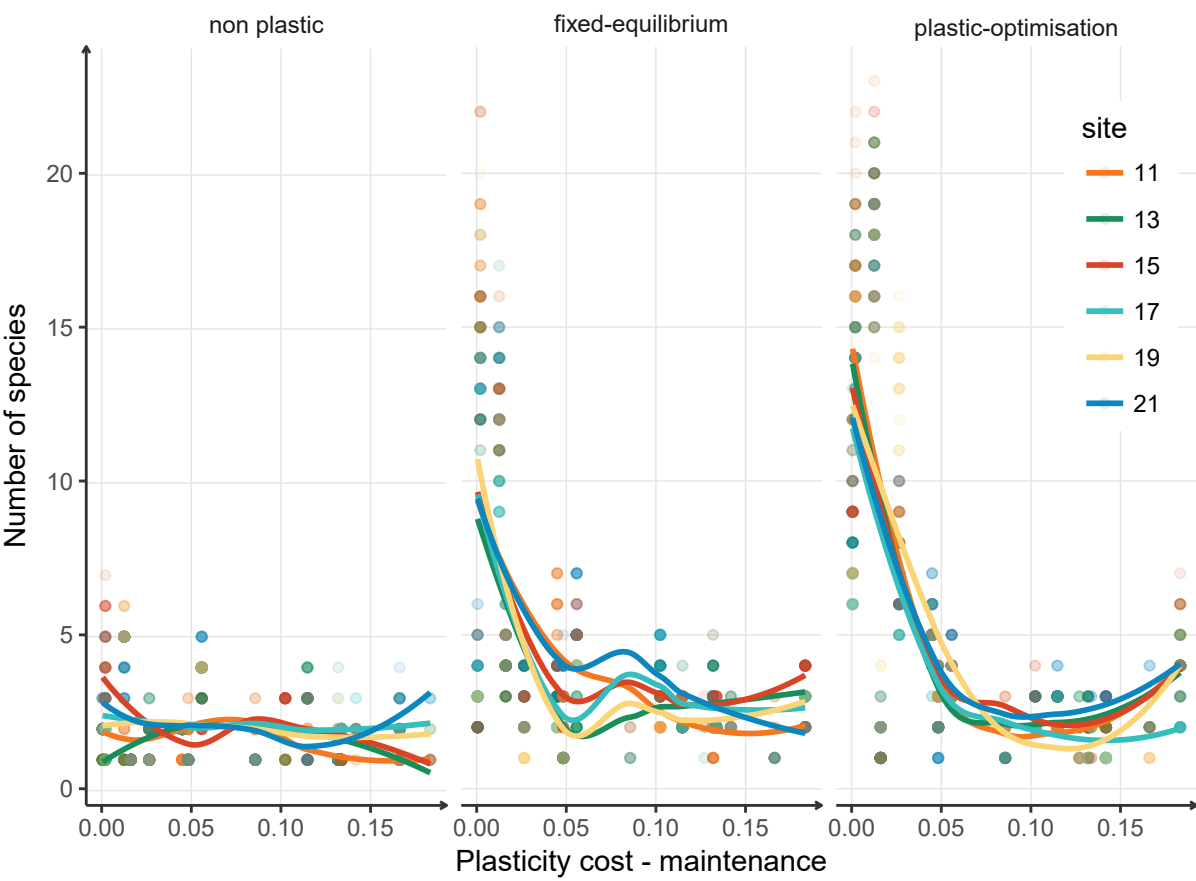 non plastic fixed-equilibrium plastic-optimisation
site
11
13
15
17
19
21
Number of species
20
15
10
5
0
0.00 0.05 0.10 0.15 0.00 0.05 0.10 0.15 0.00 0.05 0.10 0.15
Plasticity cost - maintenance